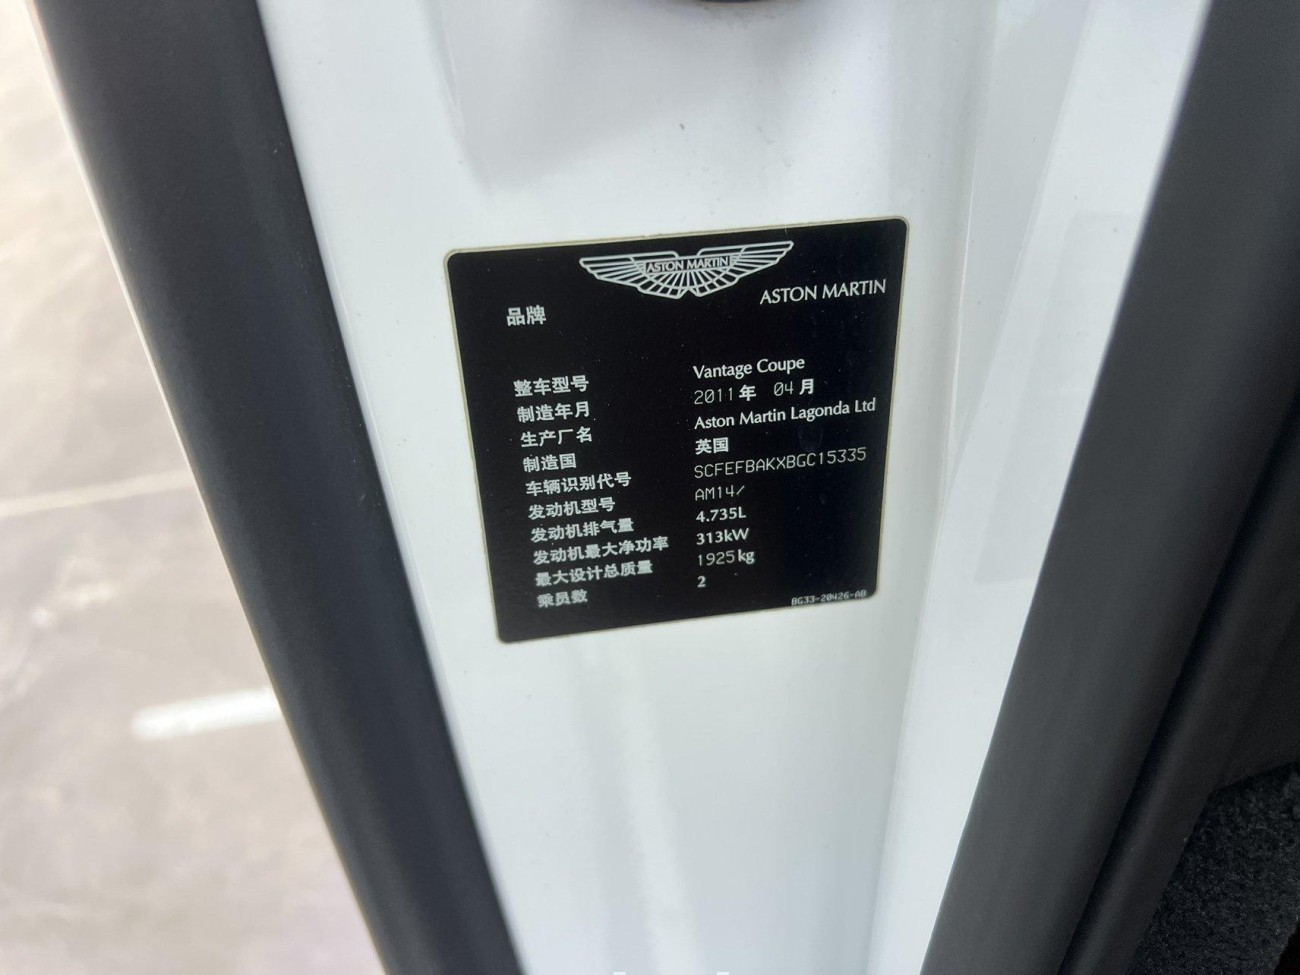 ASTON MARTIN
品牌 ASTON MARTIN
整车型号 Vantage Coupe
制造年月 2011年 04月
生产厂名 Aston Martin Lagonda Ltd
制造国 英国
车辆识别代号 SCFEFBAKXBGC15335
发动机型号 AM14/
发动机排气量 4.735L
发动机最大净功率 313kW
最大设计总质量 1925kg
乘员数 2
BG33-20426-AB